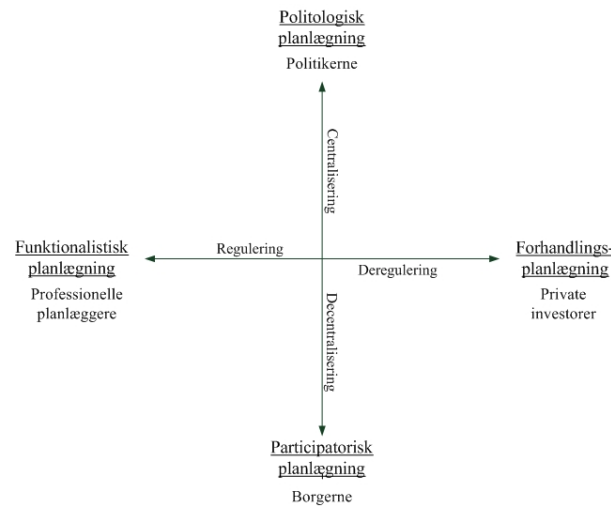 Politologisk
planlægning
Politikerne
Centralisering
Funktionalistisk
planlægning
Professionelle
planlæggere
Regulering
Deregulering
Forhandlings-
planlægning
Private
investorer
Decentralisering
Participatorisk
planlægning
Borgerne